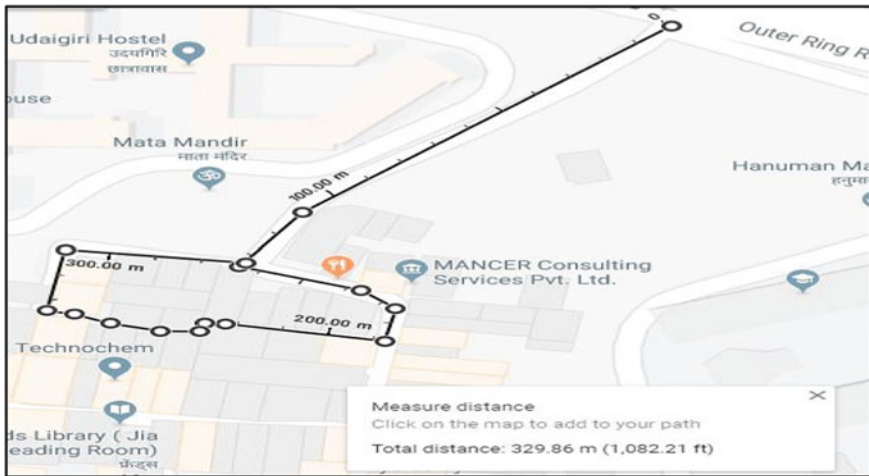 Udaigiri Hostel
उदयगिरि
छात्रावास
ouse
Mata Mandir
माता मंदिर
Outer Ring R
0
100.00 m
Hanuman Ma
हनुमा
MANCER Consulting
Services Pvt. Ltd.
300.00 m
200.00 m
Technochem
ds Library ( Jia
eading Room)
फ्रेंड्स
Measure distance
Click on the map to add to your path
Total distance: 329.86 m (1,082.21 ft)